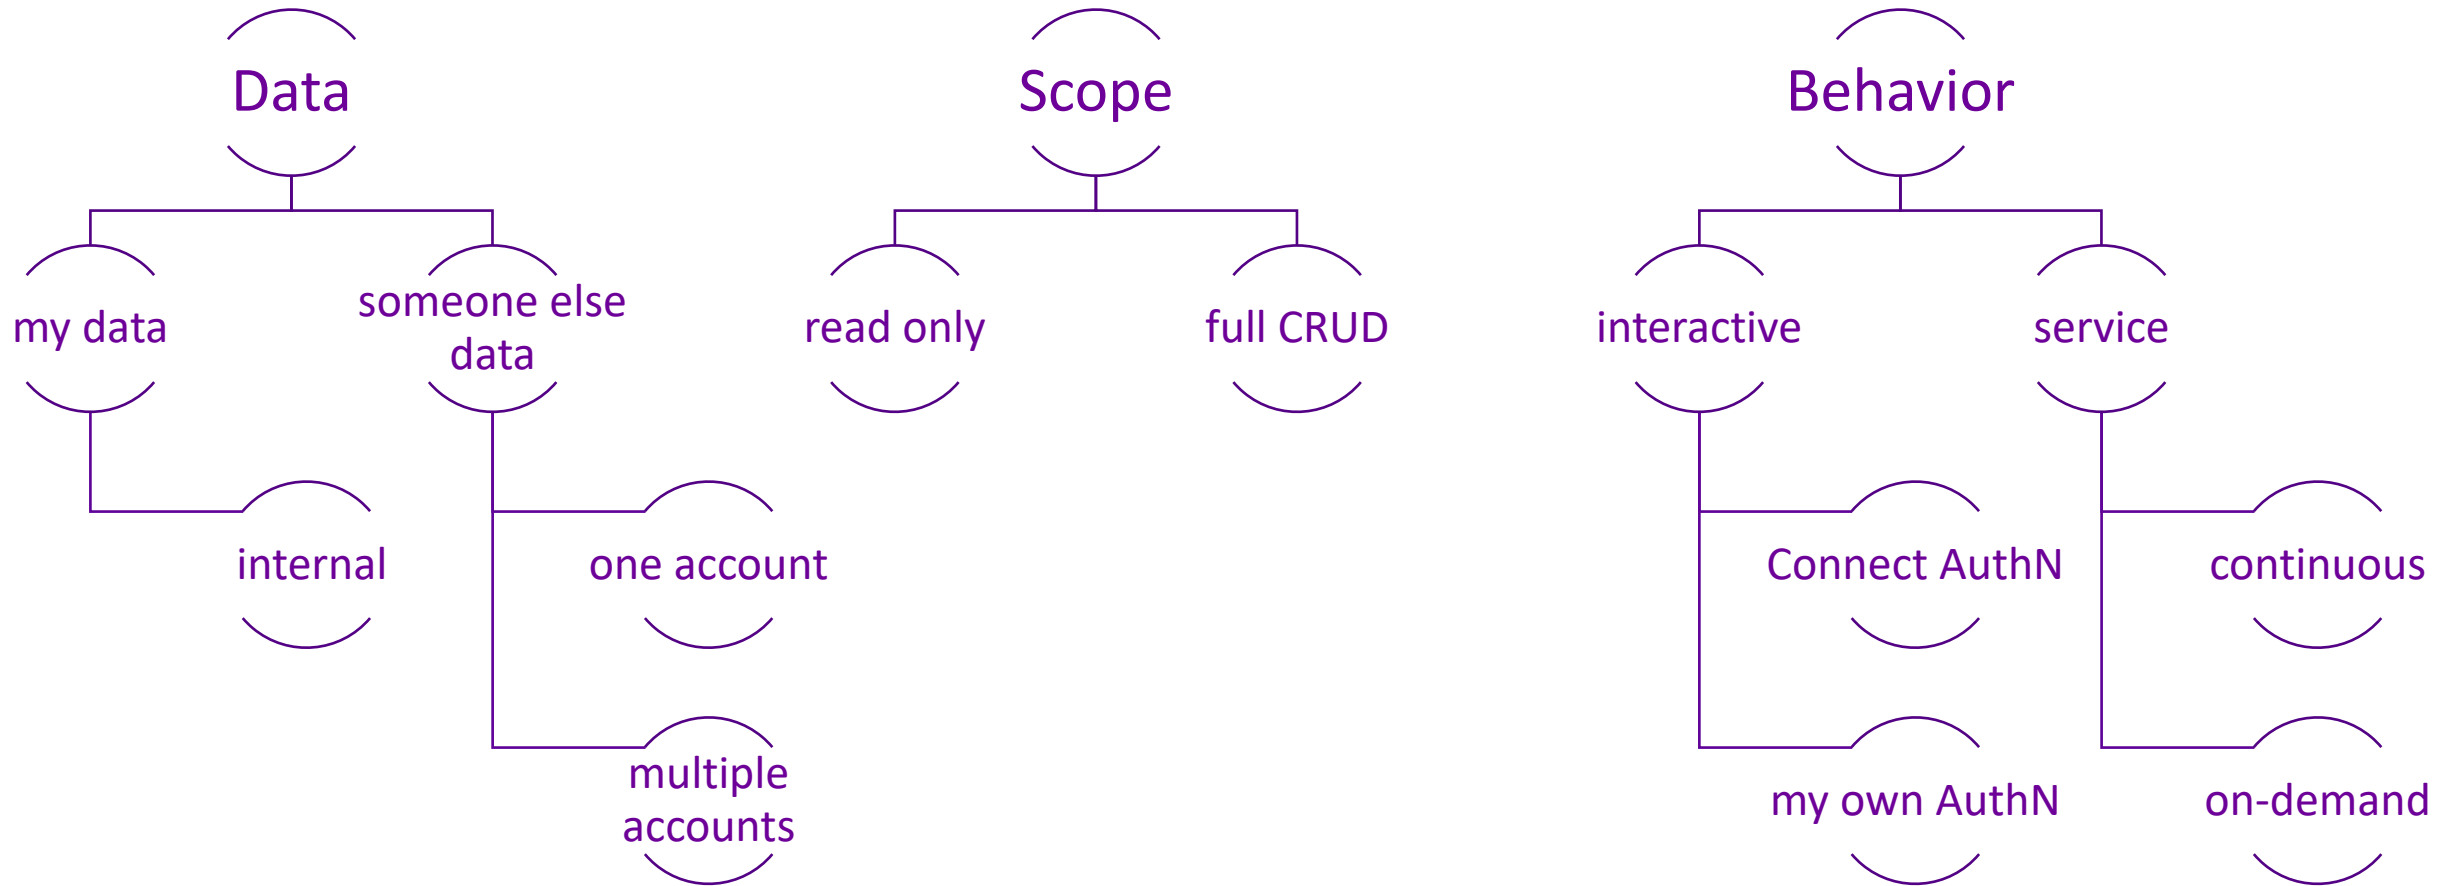 Data
my data
internal
someone else
data
one account
multiple
accounts
Scope
read only
full CRUD
Behavior
interactive
Connect AuthN
my own AuthN
service
continuous
on-demand